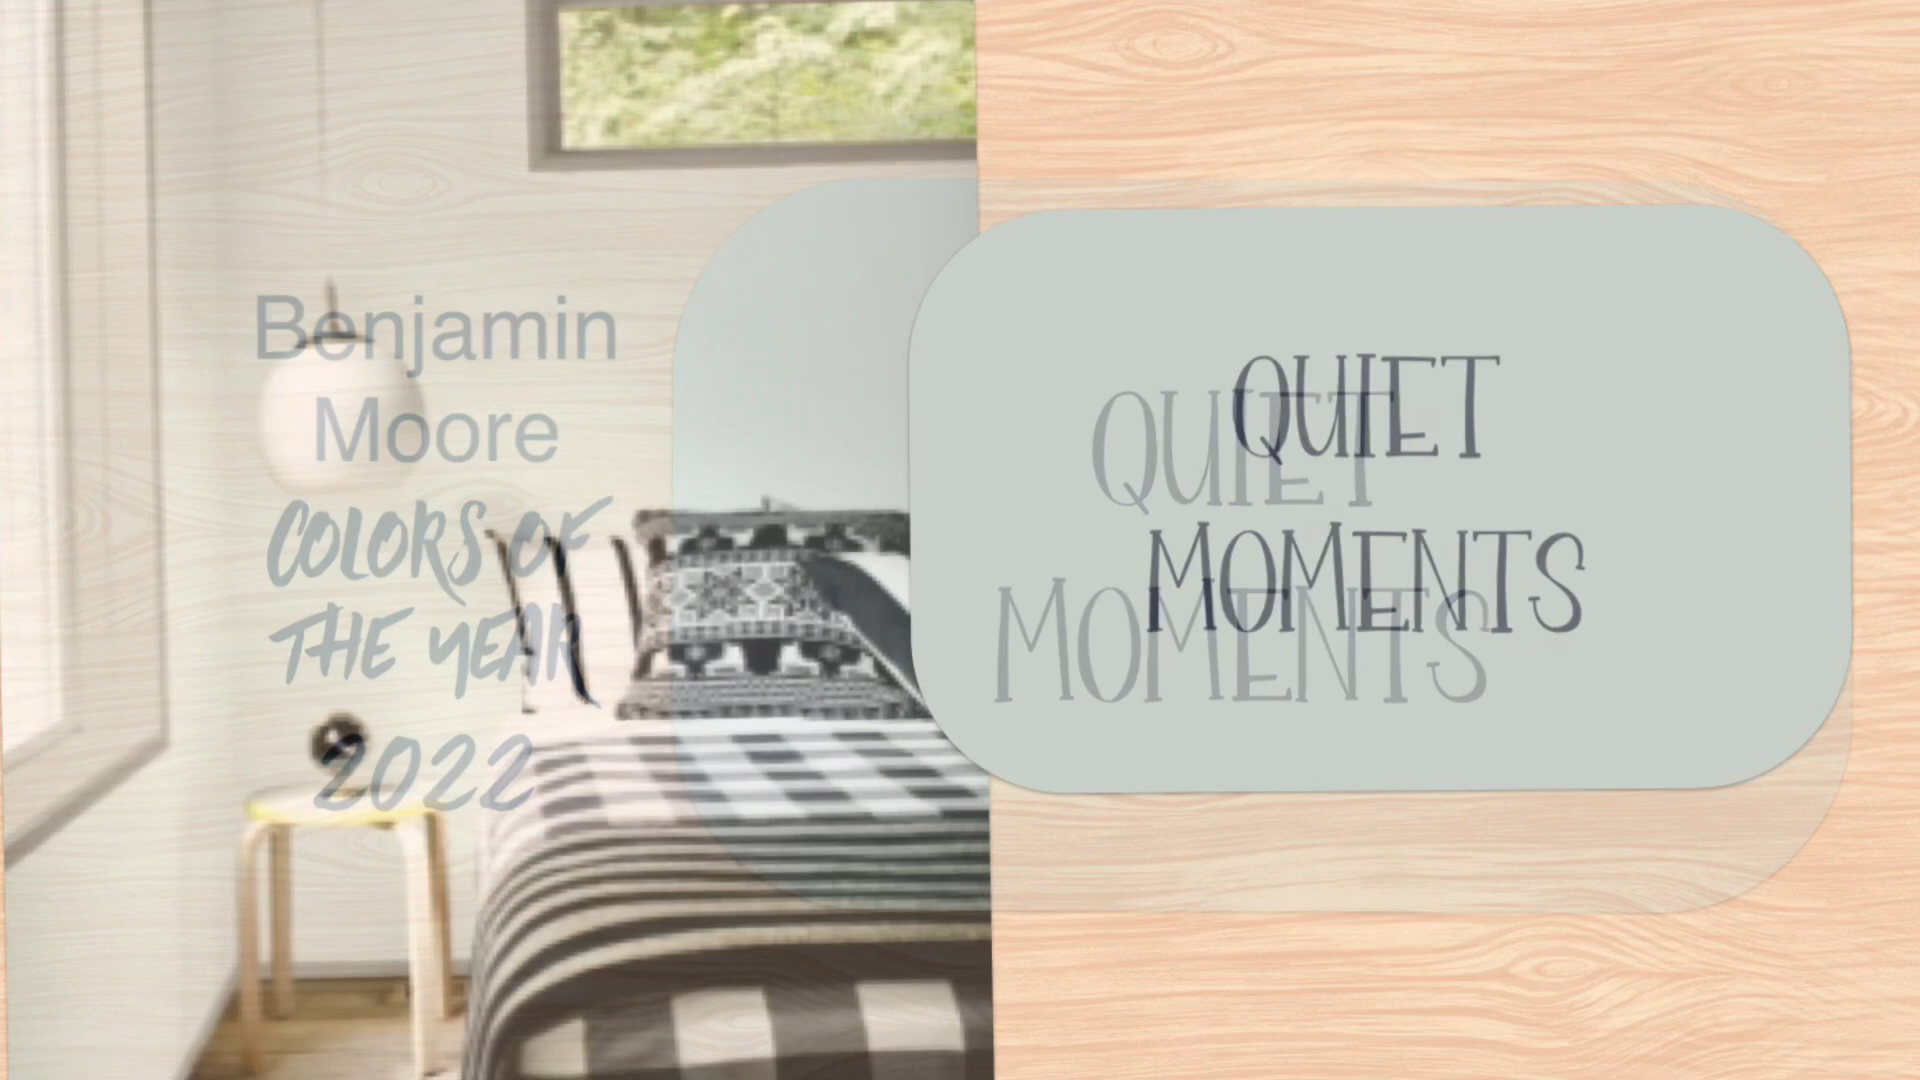 Benjamin
Moore
COLORS OF
THE YEAR
2022
QUIET
MOMENTS
QUIET
MOMENTS